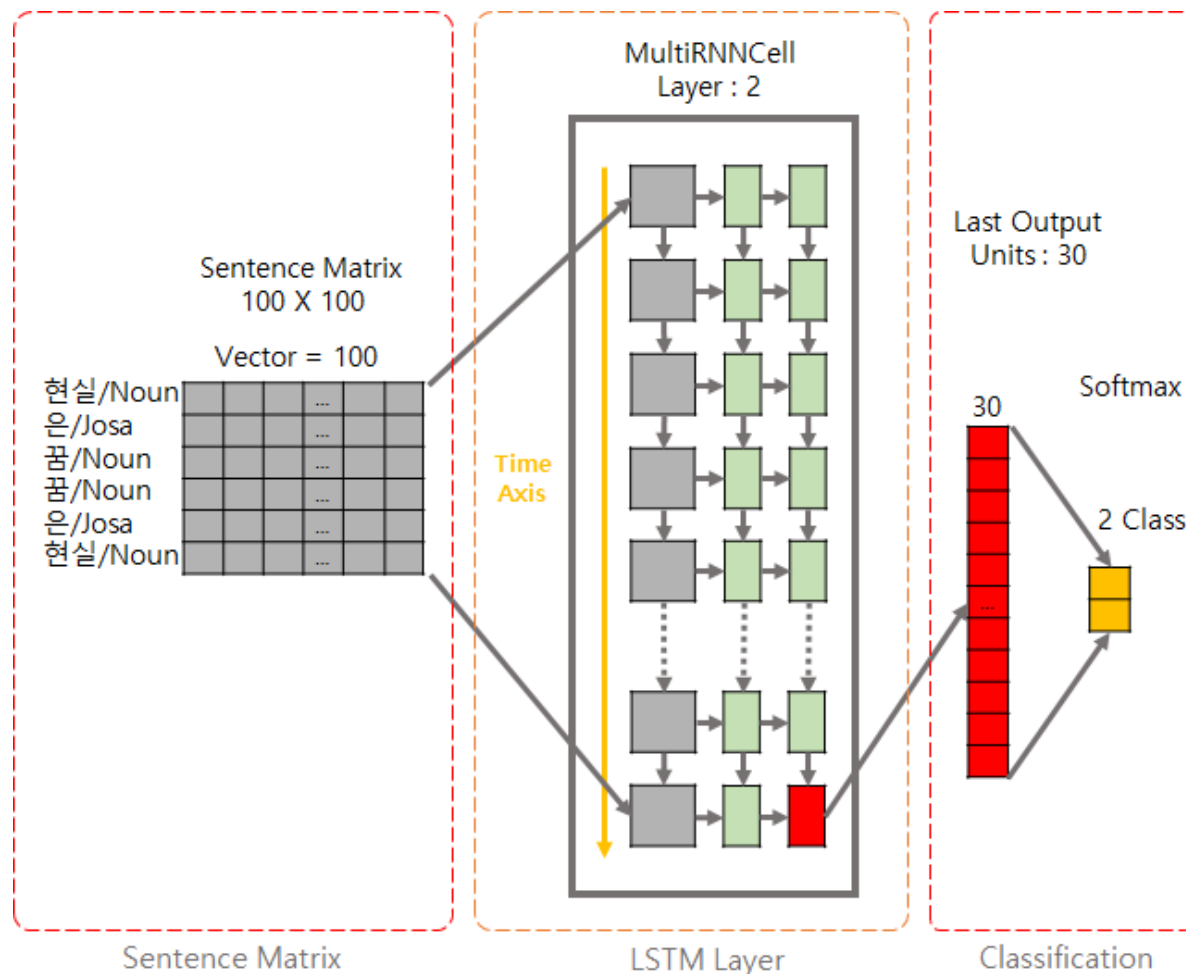 MultiRNNCell
Layer : 2
Sentence Matrix
100 X 100
Vector = 100
현실/Noun
은/Josa
꿈/Noun
꿈/Noun
은/Josa
현실/Noun
...
...
...
...
...
...
Time
Axis
Last Output
Units : 30
30
...
Softmax
2 Class
Sentence Matrix
LSTM Layer
Classification